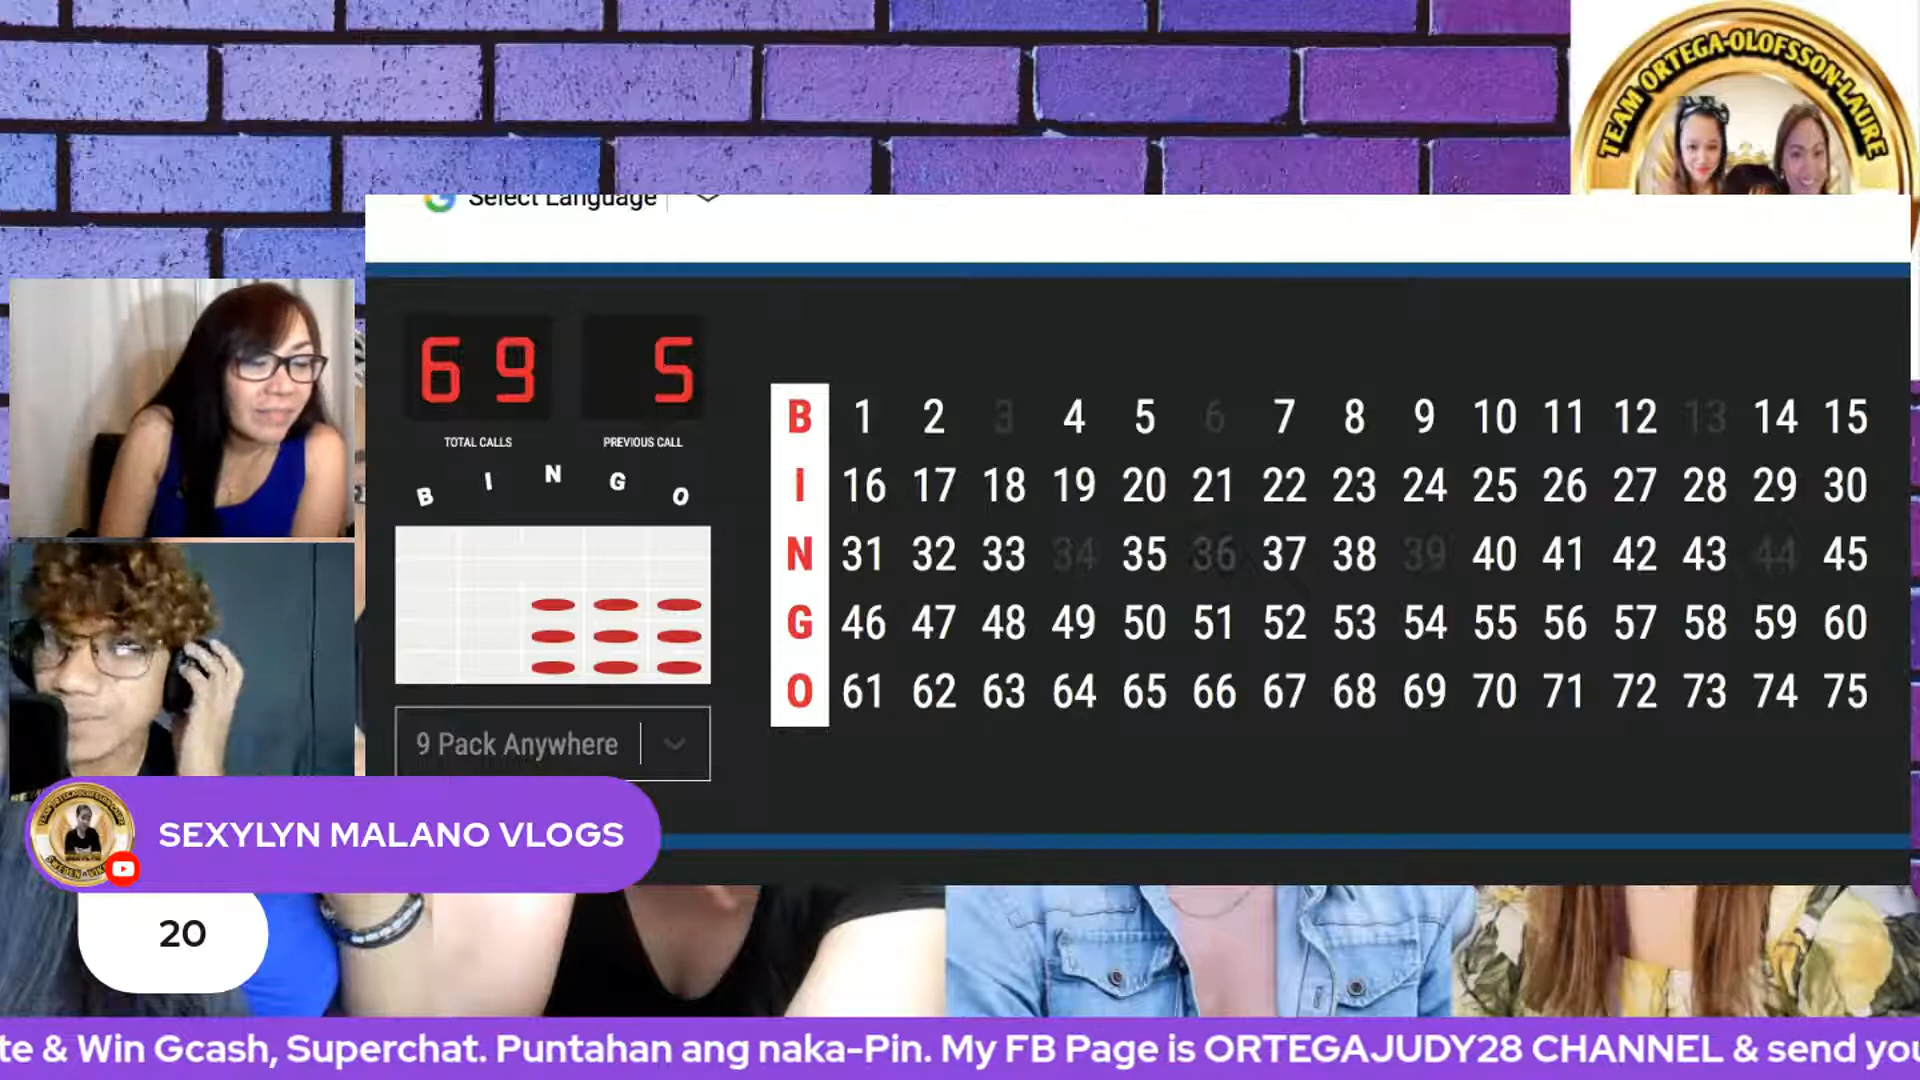 TEAM ORTEGA-OLOFSSON-LAURE
Select Language
69 5
TOTAL CALLS PREVIOUS CALL
B I N G O
9 Pack Anywhere
B 1 2 3 4 5 6 7 8 9 10 11 12 13 14 15
I 16 17 18 19 20 21 22 23 24 25 26 27 28 29 30
N 31 32 33 34 35 36 37 38 39 40 41 42 43 44 45
G 46 47 48 49 50 51 52 53 54 55 56 57 58 59 60
O 61 62 63 64 65 66 67 68 69 70 71 72 73 74 75
SEXYLYN MALANO VLOGS
20
te & Win Gcash, Superchat. Puntahan ang naka-Pin. My FB Page is ORTEGAJUDY28 CHANNEL & send you